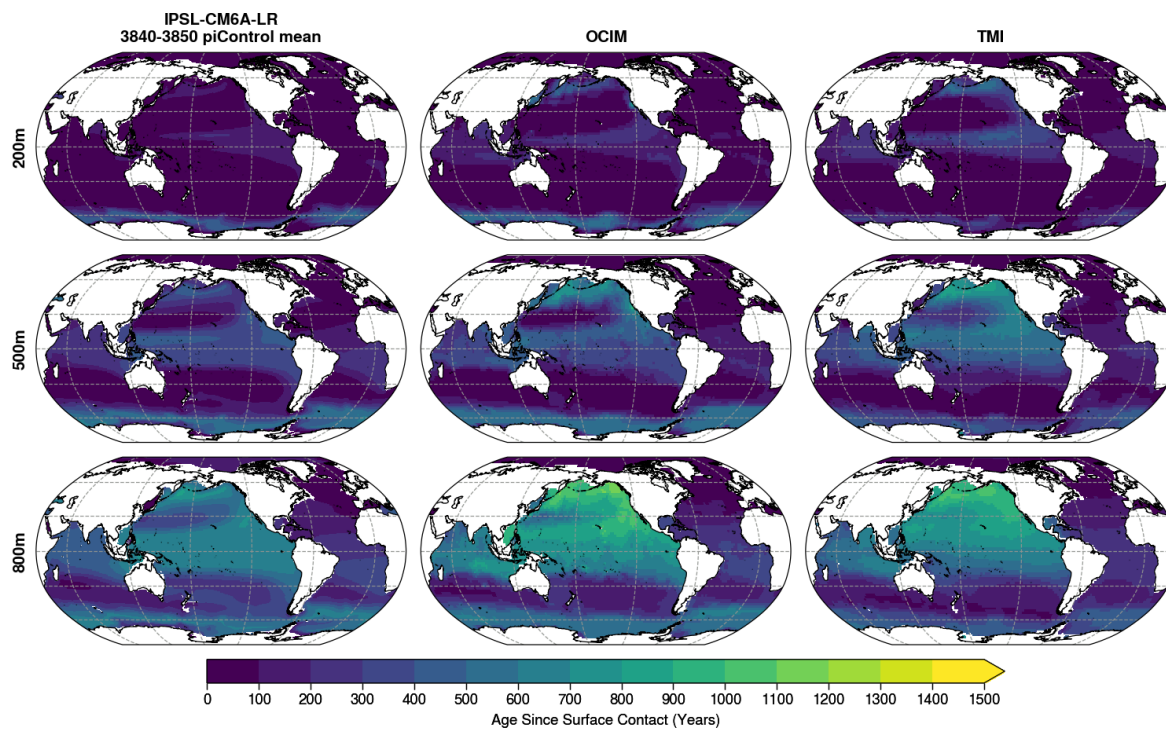 IPSL-CM6A-LR
3840-3850 piControl mean
OCIM
TMI
200m
500m
800m
0 100 200 300 400 500 600 700 800 900 1000 1100 1200 1300 1400 1500
Age Since Surface Contact (Years)